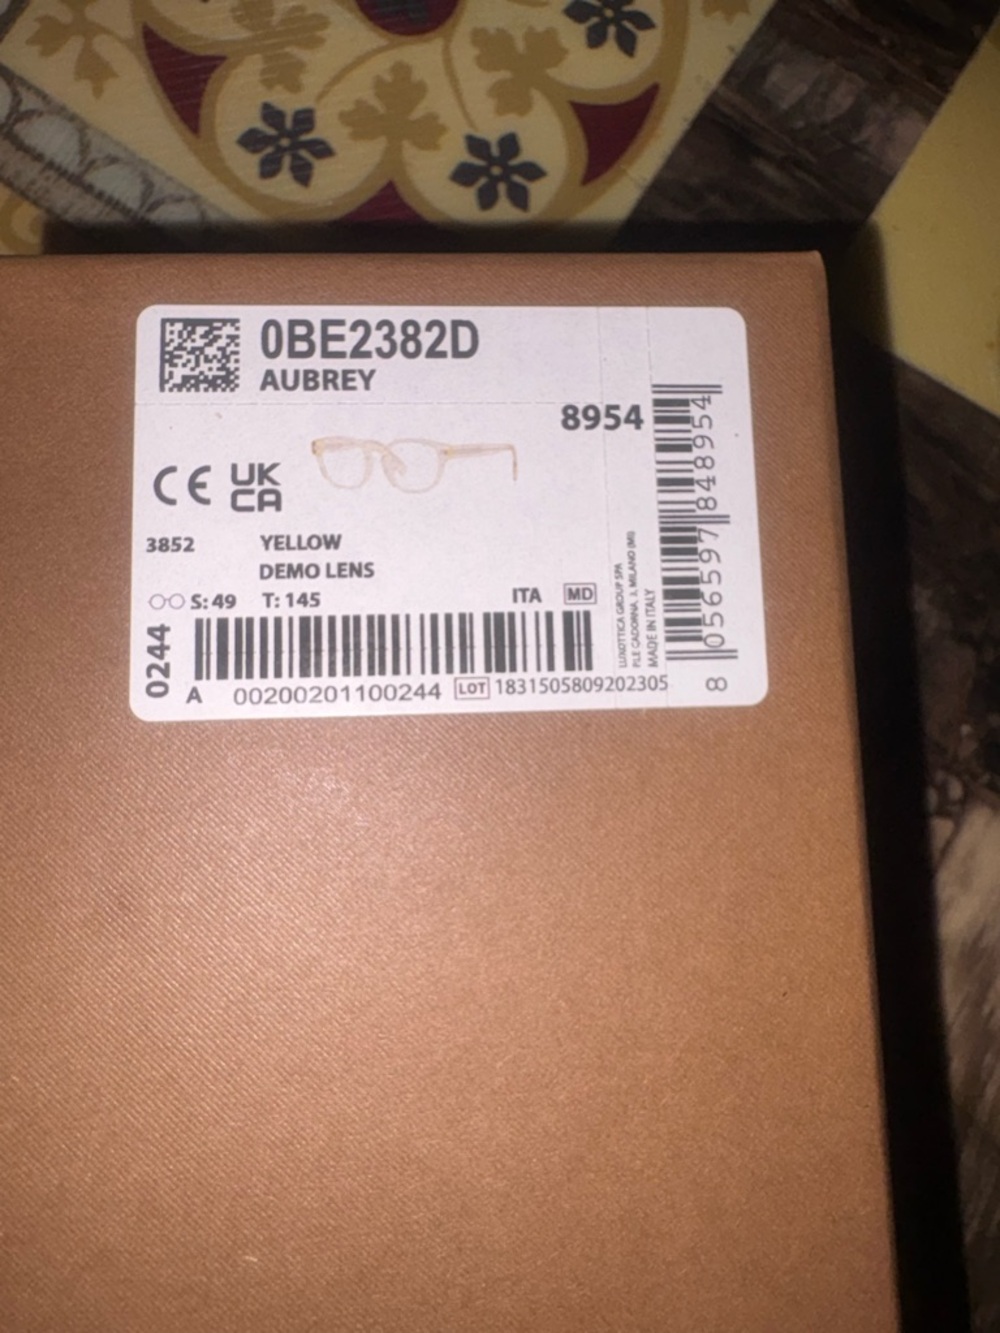 0BE2382D
AUBREY
8954
CE UK CA
3852 YELLOW
DEMO LENS
S: 49 T: 145 ITA MD
0244
A 00200201100244 LOT 1831505809202305
LUXOTTICA GROUP SPA
P.LE CADORNA, 3, MILANO (MI)
MADE IN ITALY
8 056597 848954